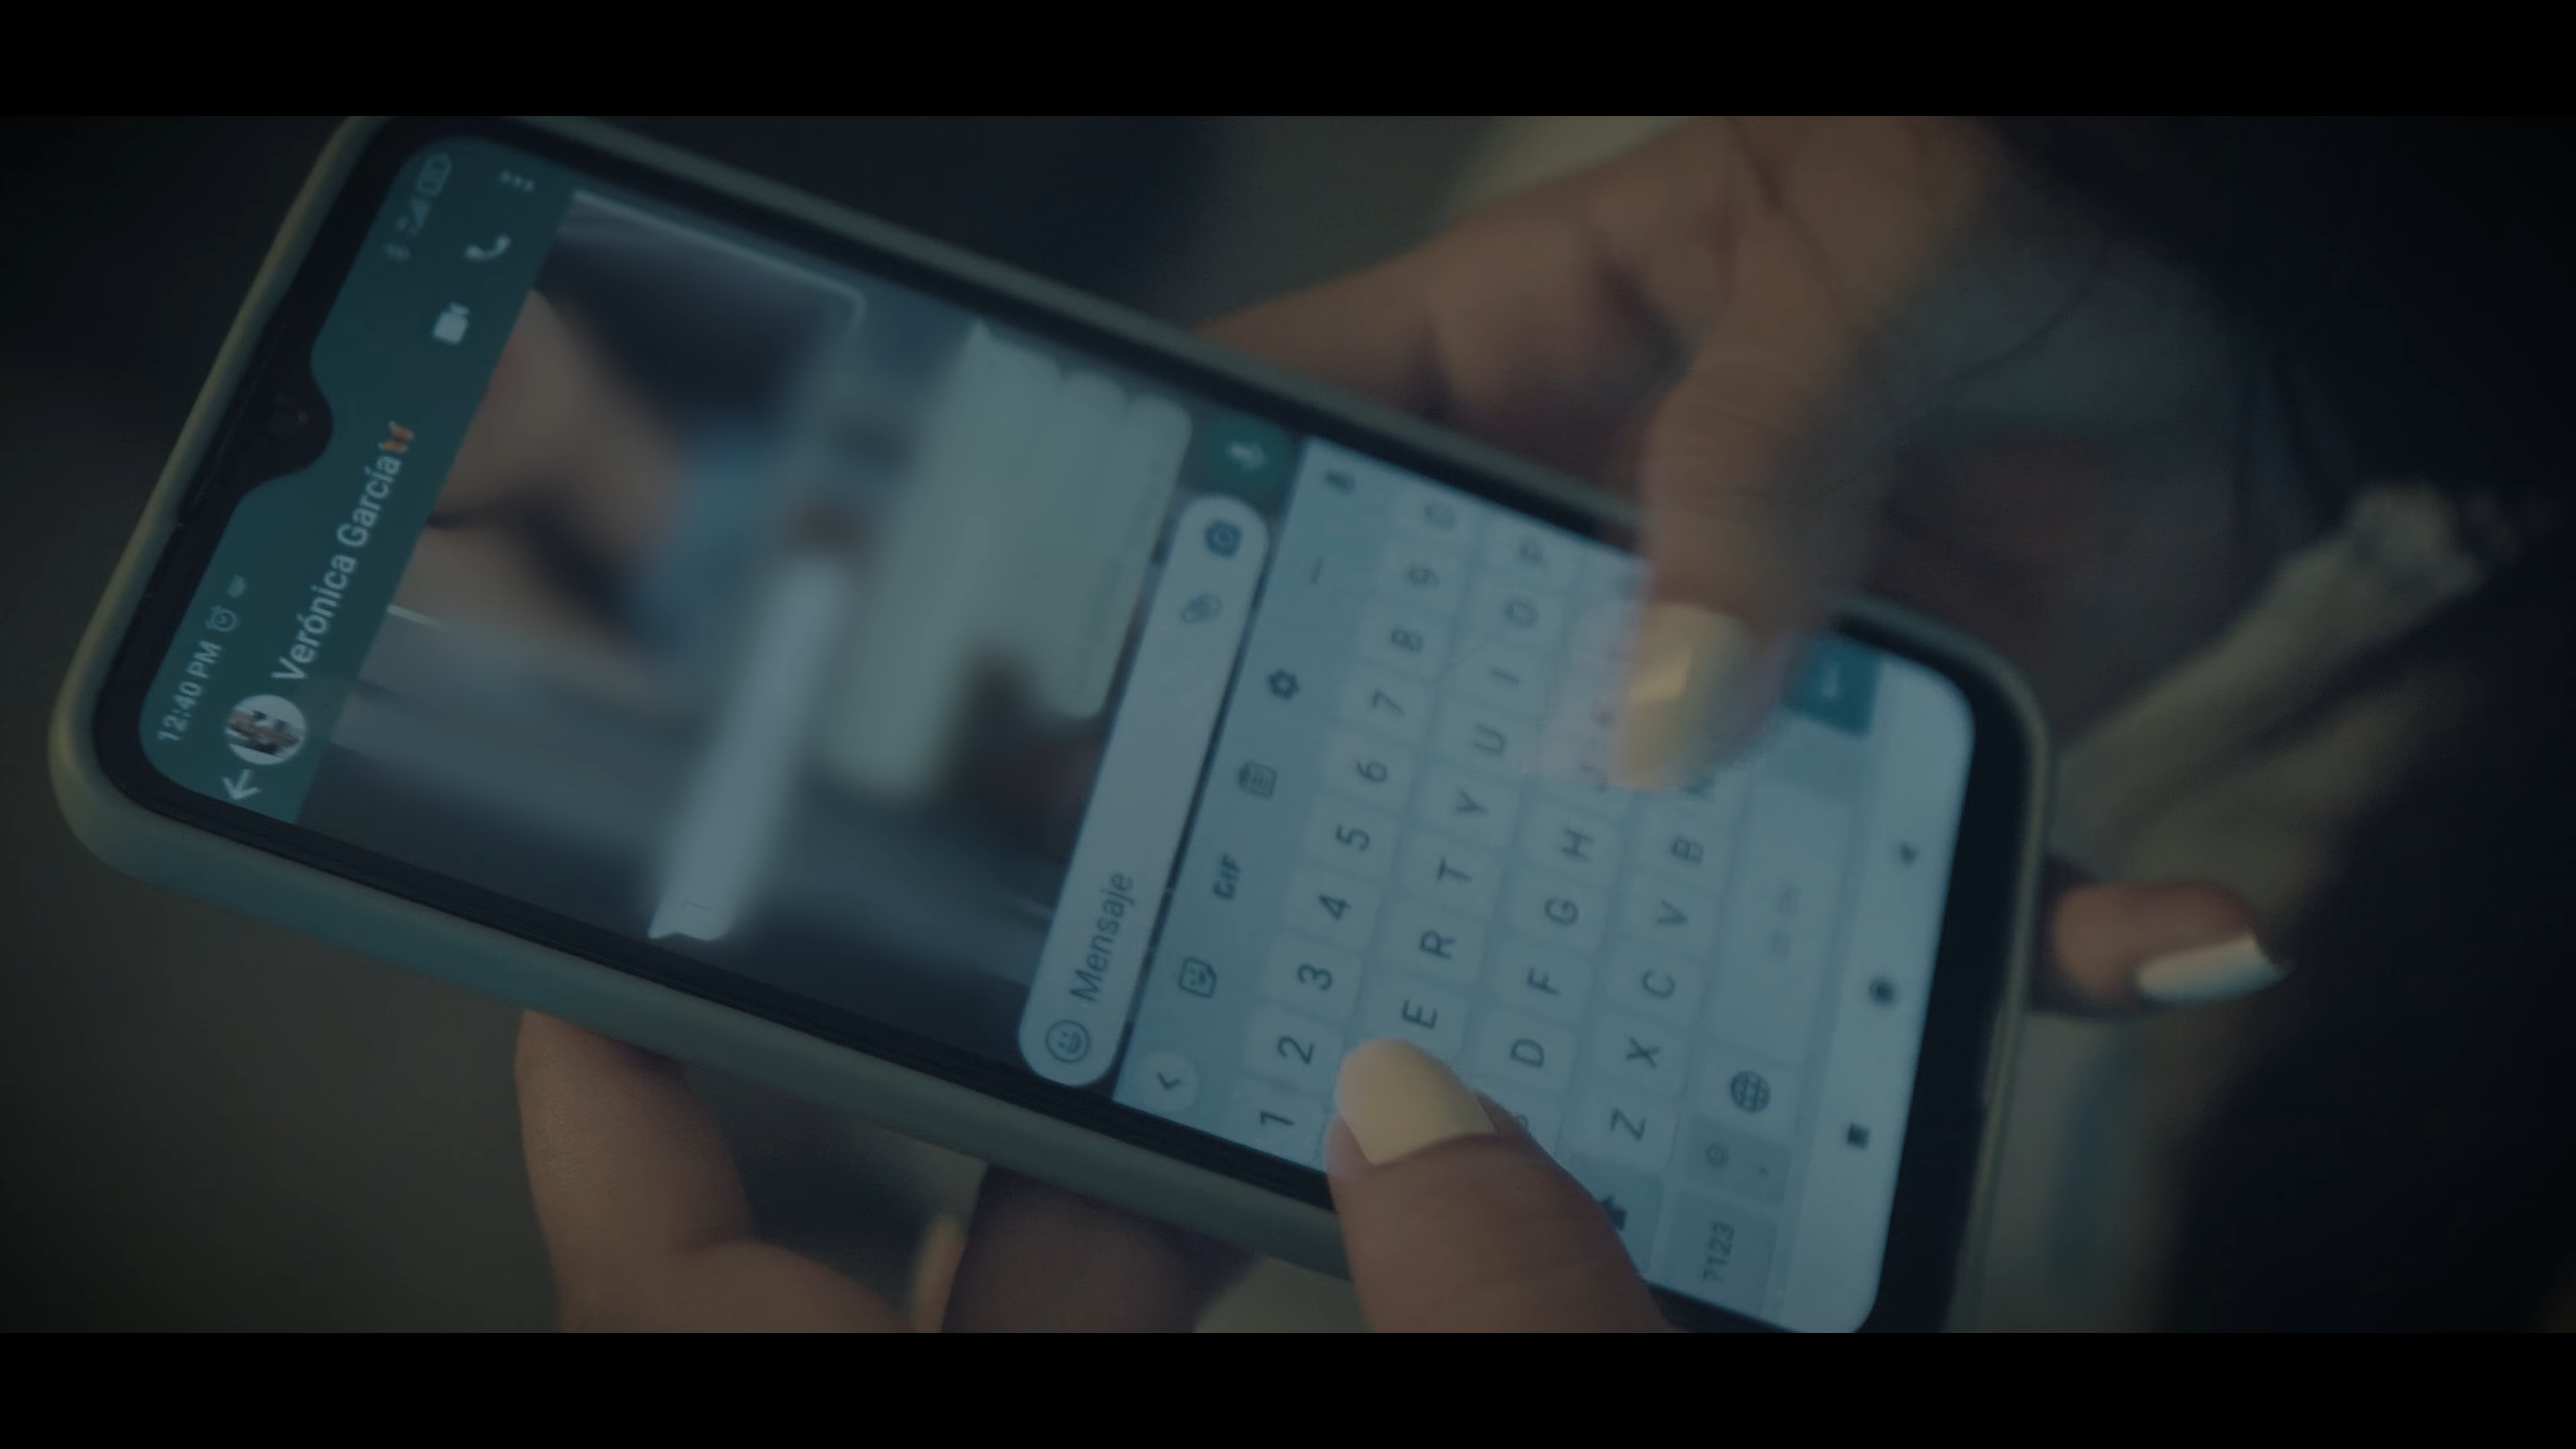 12:40 PM
Verónica García
Mensaje
GIF
1 2 3 4 5 6 7 8 9 0
E R T Y U I O P
D F G H J
Z X C V B N
?123